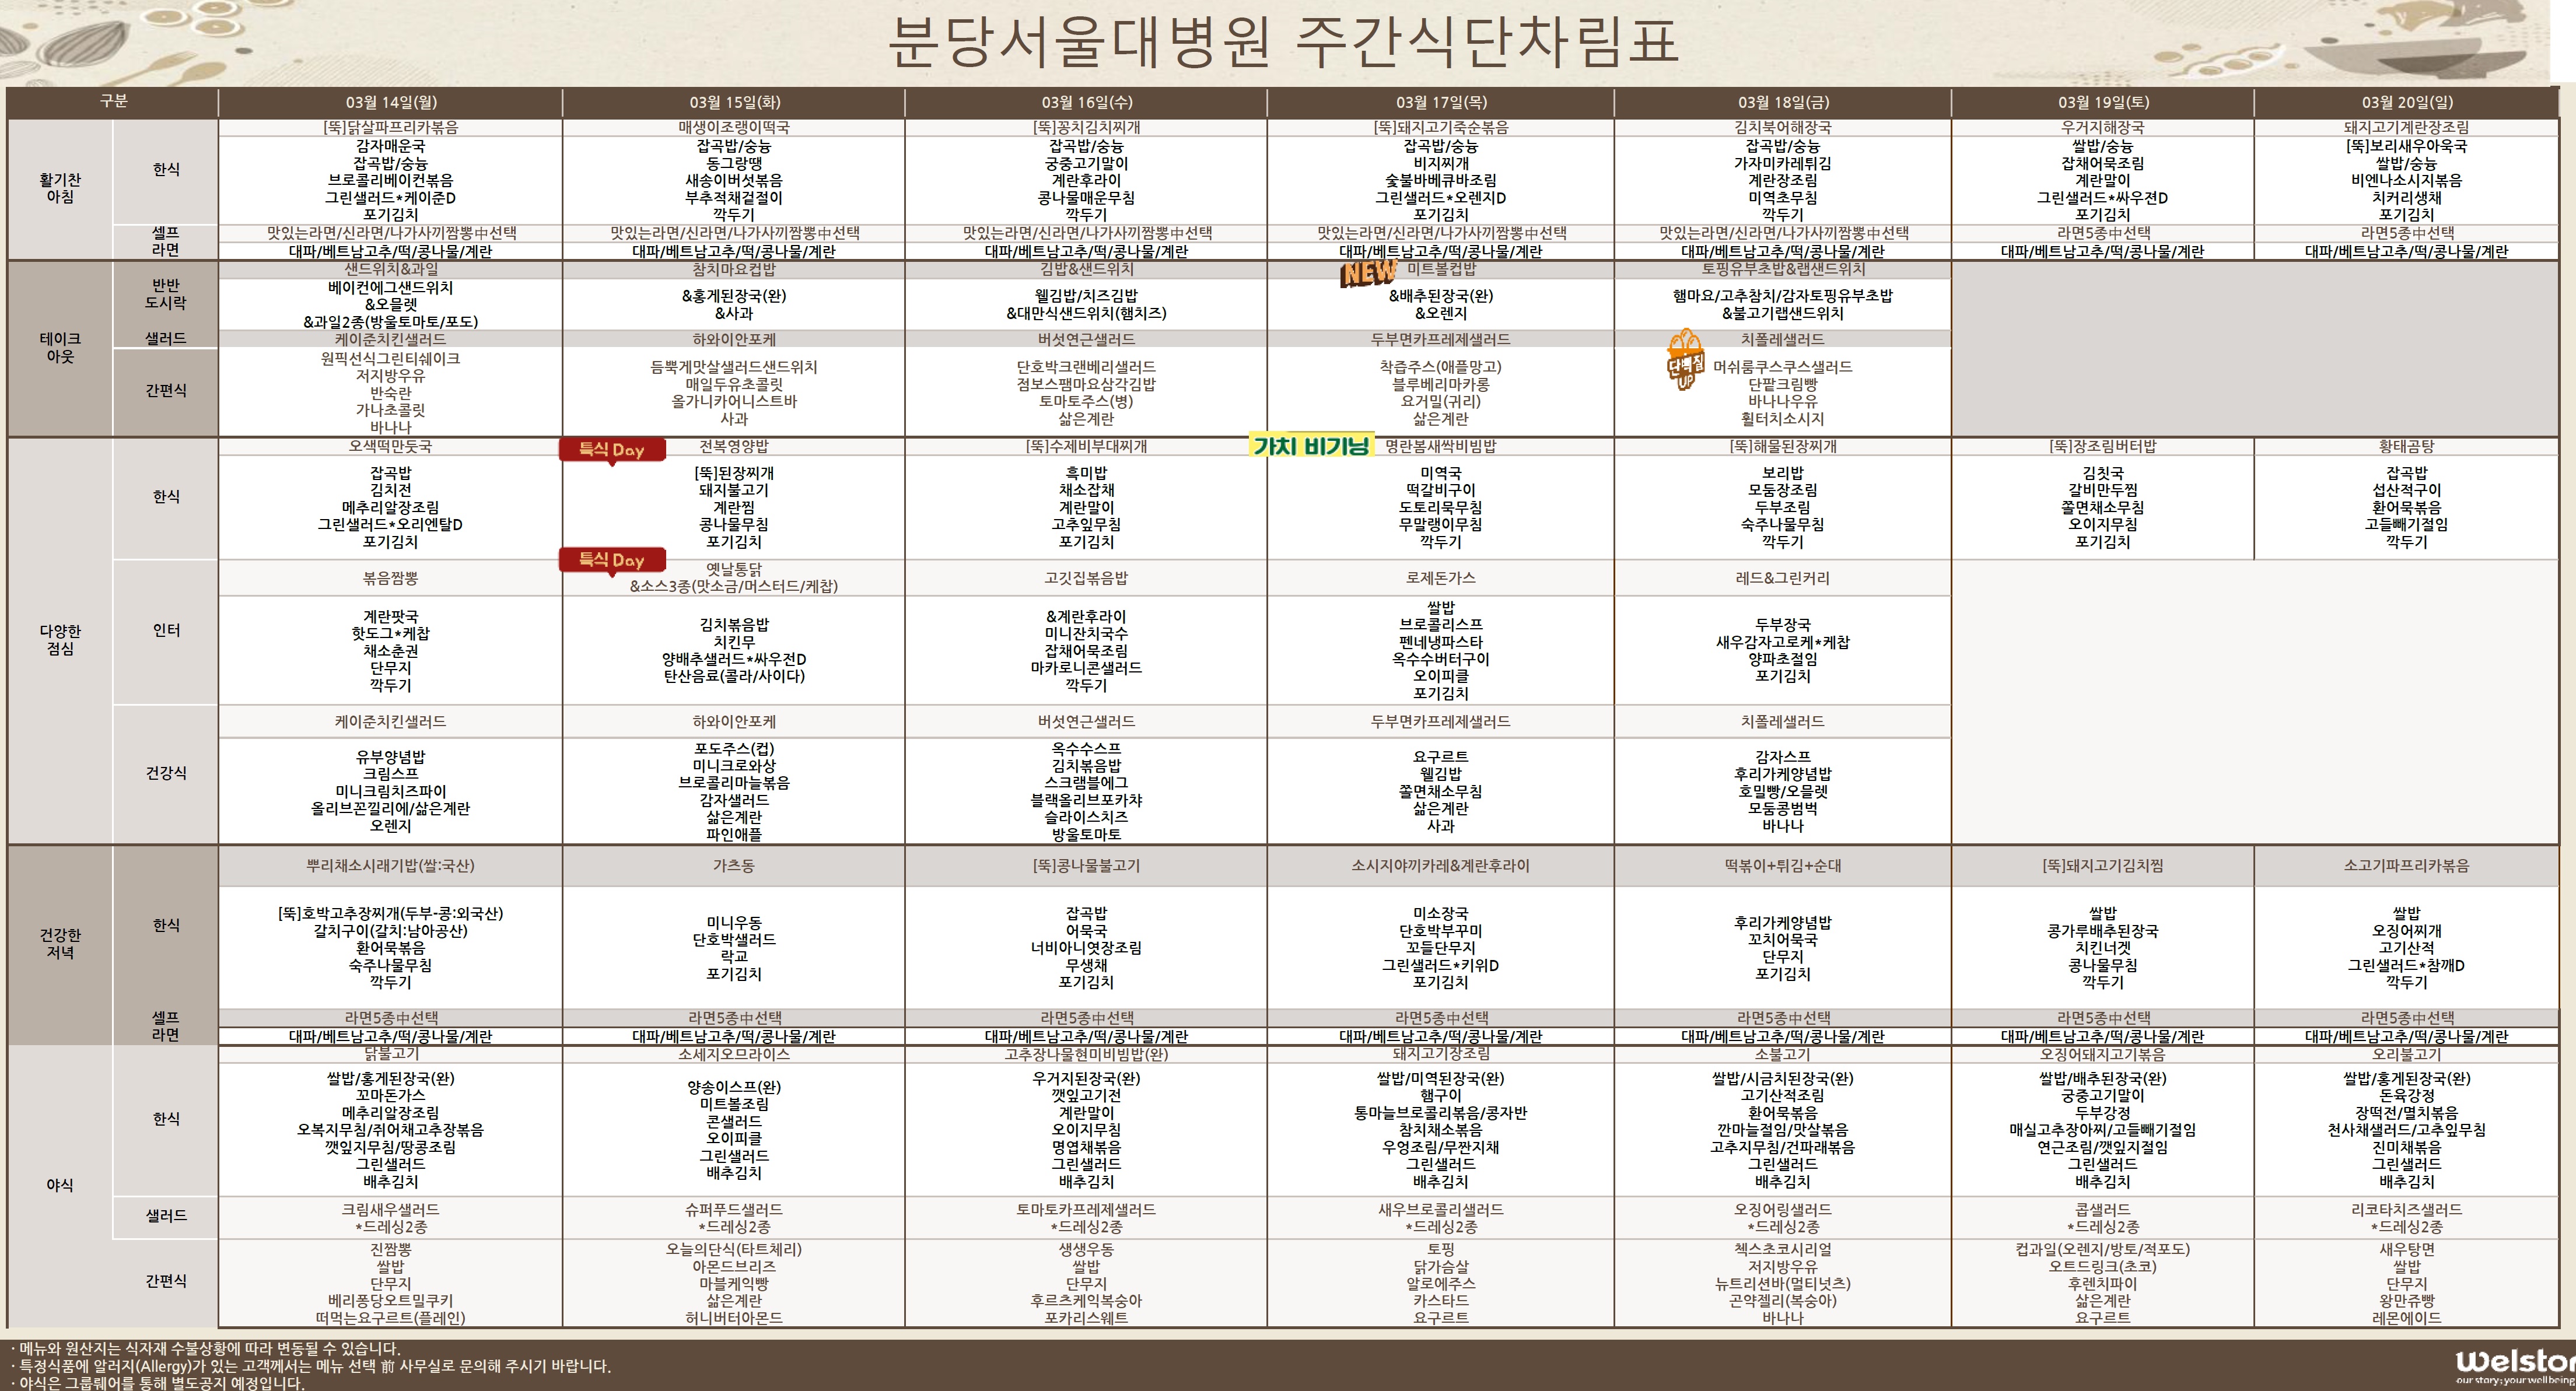 분당서울대병원 주간식단차림표
구분 03월 14일(월) 03월 15일(화) 03월 16일(수) 03월 17일(목) 03월 18일(금) 03월 19일(토) 03월 20일(일)
활기찬
아침
한식
[뚝]닭살파프리카볶음
감자매운국
잡곡밥/숭늉
브로콜리베이컨볶음
그린샐러드*케이준D
포기김치
매생이조랭이떡국
잡곡밥/숭늉
동그랑땡
새송이버섯볶음
부추적채겉절이
깍두기
[뚝]꽁치김치찌개
잡곡밥/숭늉
궁중고기말이
계란후라이
콩나물매운무침
깍두기
[뚝]돼지고기죽순볶음
잡곡밥/숭늉
비지찌개
숯불바베큐바조림
그린샐러드*오렌지D
포기김치
김치북어해장국
잡곡밥/숭늉
가자미카레튀김
계란장조림
미역초무침
깍두기
우거지해장국
쌀밥/숭늉
잡채어묵조림
계란말이
그린샐러드*싸우젼D
포기김치
돼지고기계란장조림
[뚝]보리새우아욱국
쌀밥/숭늉
비엔나소시지볶음
치커리생채
포기김치
셀프
라면
맛있는라면/신라면/나가사끼짬뽕中선택
대파/베트남고추/떡/콩나물/계란
맛있는라면/신라면/나가사끼짬뽕中선택
대파/베트남고추/떡/콩나물/계란
맛있는라면/신라면/나가사끼짬뽕中선택
대파/베트남고추/떡/콩나물/계란
맛있는라면/신라면/나가사끼짬뽕中선택
대파/베트남고추/떡/콩나물/계란
맛있는라면/신라면/나가사끼짬뽕中선택
대파/베트남고추/떡/콩나물/계란
라면5종中선택
대파/베트남고추/떡/콩나물/계란
라면5종中선택
대파/베트남고추/떡/콩나물/계란
테이크
아웃
반반
도시락
샌드위치&과일
베이컨에그샌드위치
&오믈렛
&과일2종(방울토마토/포도)
참치마요컵밥
&홍게된장국(완)
&사과
김밥&샌드위치
웰김밥/치즈김밥
&대만식샌드위치(햄치즈)
NEW 미트볼컵밥
&배추된장국(완)
&오렌지
토핑유부초밥&랩샌드위치
햄마요/고추참치/감자토핑유부초밥
&불고기랩샌드위치
샐러드
케이준치킨샐러드
하와이안포케
버섯연근샐러드
두부면카프레제샐러드
치폴레샐러드
간편식
원픽선식그린티쉐이크
저지방우유
반숙란
가나초콜릿
바나나
듬뿍게맛살샐러드샌드위치
매일두유초콜릿
올가니카어니스트바
사과
단호박크랜베리샐러드
점보스팸마요삼각김밥
토마토주스(병)
삶은계란
착즙주스(애플망고)
블루베리마카롱
요거밀(귀리)
삶은계란
단백질
UP
머쉬룸쿠스쿠스샐러드
단팥크림빵
바나나우유
휠터치소시지
다양한
점심
한식
오색떡만둣국
잡곡밥
김치전
메추리알장조림
그린샐러드*오리엔탈D
포기김치
특식 Day 전복영양밥
[뚝]된장찌개
돼지불고기
계란찜
콩나물무침
포기김치
[뚝]수제비부대찌개
흑미밥
채소잡채
계란말이
고추잎무침
포기김치
가치 비기닝 명란봄새싹비빔밥
미역국
떡갈비구이
도토리묵무침
무말랭이무침
깍두기
[뚝]해물된장찌개
보리밥
모둠장조림
두부조림
숙주나물무침
깍두기
[뚝]장조림버터밥
김칫국
갈비만두찜
쫄면채소무침
오이지무침
포기김치
황태곰탕
잡곡밥
섭산적구이
환어묵볶음
고들빼기절임
깍두기
인터
볶음짬뽕
계란팟국
핫도그*케찹
채소춘권
단무지
깍두기
특식 Day 옛날통닭
&소스3종(맛소금/머스터드/케찹)
김치볶음밥
치킨무
양배추샐러드*싸우전D
탄산음료(콜라/사이다)
고깃집볶음밥
&계란후라이
미니잔치국수
잡채어묵조림
마카로니콘샐러드
깍두기
로제돈가스
쌀밥
브로콜리스프
펜네냉파스타
옥수수버터구이
오이피클
포기김치
레드&그린커리
두부장국
새우감자고로케*케찹
양파초절임
포기김치
건강식
케이준치킨샐러드
유부양념밥
크림스프
미니크림치즈파이
올리브꼰낄리에/삶은계란
오렌지
하와이안포케
포도주스(컵)
미니크로와상
브로콜리마늘볶음
감자샐러드
삶은계란
파인애플
버섯연근샐러드
옥수수스프
김치볶음밥
스크램블에그
블랙올리브포카챠
슬라이스치즈
방울토마토
두부면카프레제샐러드
요구르트
웰김밥
쫄면채소무침
삶은계란
사과
치폴레샐러드
감자스프
후리가케양념밥
호밀빵/오믈렛
모둠콩범벅
바나나
건강한
저녁
한식
뿌리채소시래기밥(쌀:국산)
[뚝]호박고추장찌개(두부-콩:외국산)
갈치구이(갈치:남아공산)
환어묵볶음
숙주나물무침
깍두기
가츠동
미니우동
단호박샐러드
락교
포기김치
[뚝]콩나물불고기
잡곡밥
어묵국
너비아니엿장조림
무생채
포기김치
소시지야끼카레&계란후라이
미소장국
단호박부꾸미
꼬들단무지
그린샐러드*키위D
포기김치
떡볶이+튀김+순대
후리가케양념밥
꼬치어묵국
단무지
포기김치
[뚝]돼지고기김치찜
쌀밥
콩가루배추된장국
치킨너겟
콩나물무침
깍두기
소고기파프리카볶음
쌀밥
오징어찌개
고기산적
그린샐러드*참깨D
깍두기
셀프
라면
라면5종中선택
대파/베트남고추/떡/콩나물/계란
라면5종中선택
대파/베트남고추/떡/콩나물/계란
라면5종中선택
대파/베트남고추/떡/콩나물/계란
라면5종中선택
대파/베트남고추/떡/콩나물/계란
라면5종中선택
대파/베트남고추/떡/콩나물/계란
라면5종中선택
대파/베트남고추/떡/콩나물/계란
라면5종中선택
대파/베트남고추/떡/콩나물/계란
야식
한식
닭불고기
쌀밥/홍게된장국(완)
꼬마돈가스
메추리알장조림
오복지무침/쥐어채고추장볶음
깻잎지무침/땅콩조림
그린샐러드
배추김치
소세지오므라이스
양송이스프(완)
미트볼조림
콘샐러드
오이피클
그린샐러드
배추김치
고추장나물현미비빔밥(완)
우거지된장국(완)
깻잎고기전
계란말이
오이지무침
명엽채볶음
그린샐러드
배추김치
돼지고기장조림
쌀밥/미역된장국(완)
햄구이
통마늘브로콜리볶음/콩자반
참치채소볶음
우엉조림/무짠지채
그린샐러드
배추김치
소불고기
쌀밥/시금치된장국(완)
고기산적조림
환어묵볶음
깐마늘절임/맛살볶음
고추지무침/건파래볶음
그린샐러드
배추김치
오징어돼지고기볶음
쌀밥/배추된장국(완)
궁중고기말이
두부강정
매실고추장아찌/고들빼기절임
연근조림/깻잎지절임
그린샐러드
배추김치
오리불고기
쌀밥/홍게된장국(완)
돈육강정
장떡전/멸치볶음
천사채샐러드/고추잎무침
진미채볶음
그린샐러드
배추김치
샐러드
크림새우샐러드
*드레싱2종
슈퍼푸드샐러드
*드레싱2종
토마토카프레제샐러드
*드레싱2종
새우브로콜리샐러드
*드레싱2종
오징어링샐러드
*드레싱2종
콥샐러드
*드레싱2종
리코타치즈샐러드
*드레싱2종
간편식
진짬뽕
쌀밥
단무지
베리퐁당오트밀쿠키
떠먹는요구르트(플레인)
오늘의단식(타트체리)
아몬드브리즈
마블케익빵
삶은계란
허니버터아몬드
생생우동
쌀밥
단무지
후르츠케익복숭아
포카리스웨트
토핑
닭가슴살
알로에주스
카스타드
요구르트
첵스초코시리얼
저지방우유
뉴트리션바(멀티넛츠)
곤약젤리(복숭아)
바나나
컵과일(오렌지/방토/적포도)
오트드링크(초코)
후렌치파이
삶은계란
요구르트
새우탕면
쌀밥
단무지
왕만쥬빵
레몬에이드
· 메뉴와 원산지는 식자재 수불상황에 따라 변동될 수 있습니다.
· 특정식품에 알러지(Allergy)가 있는 고객께서는 메뉴 선택 前 사무실로 문의해 주시기 바랍니다.
· 야식은 그룹웨어를 통해 별도공지 예정입니다.
welstor
our story; your wellbeing